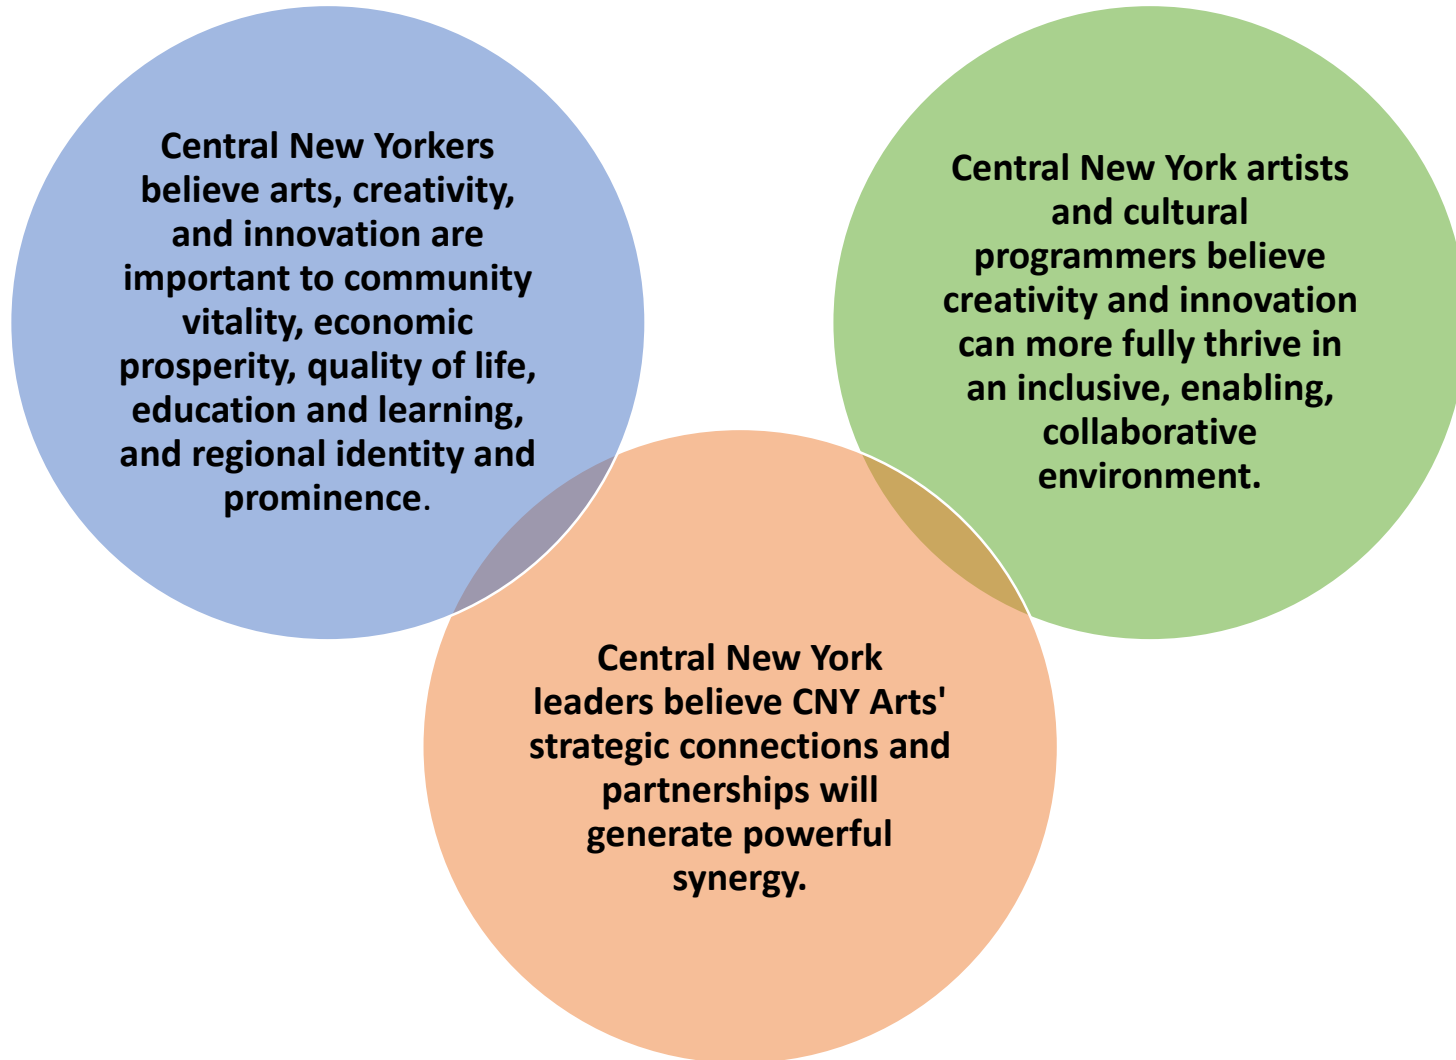 Central New Yorkers
believe arts, creativity,
and innovation are
important to community
vitality, economic
prosperity, quality of life,
education and learning,
and regional identity and
prominence.
Central New York artists
and cultural
programmers believe
creativity and innovation
can more fully thrive in
an inclusive, enabling,
collaborative
environment.
Central New York
leaders believe CNY Arts'
strategic connections and
partnerships will
generate powerful
synergy.